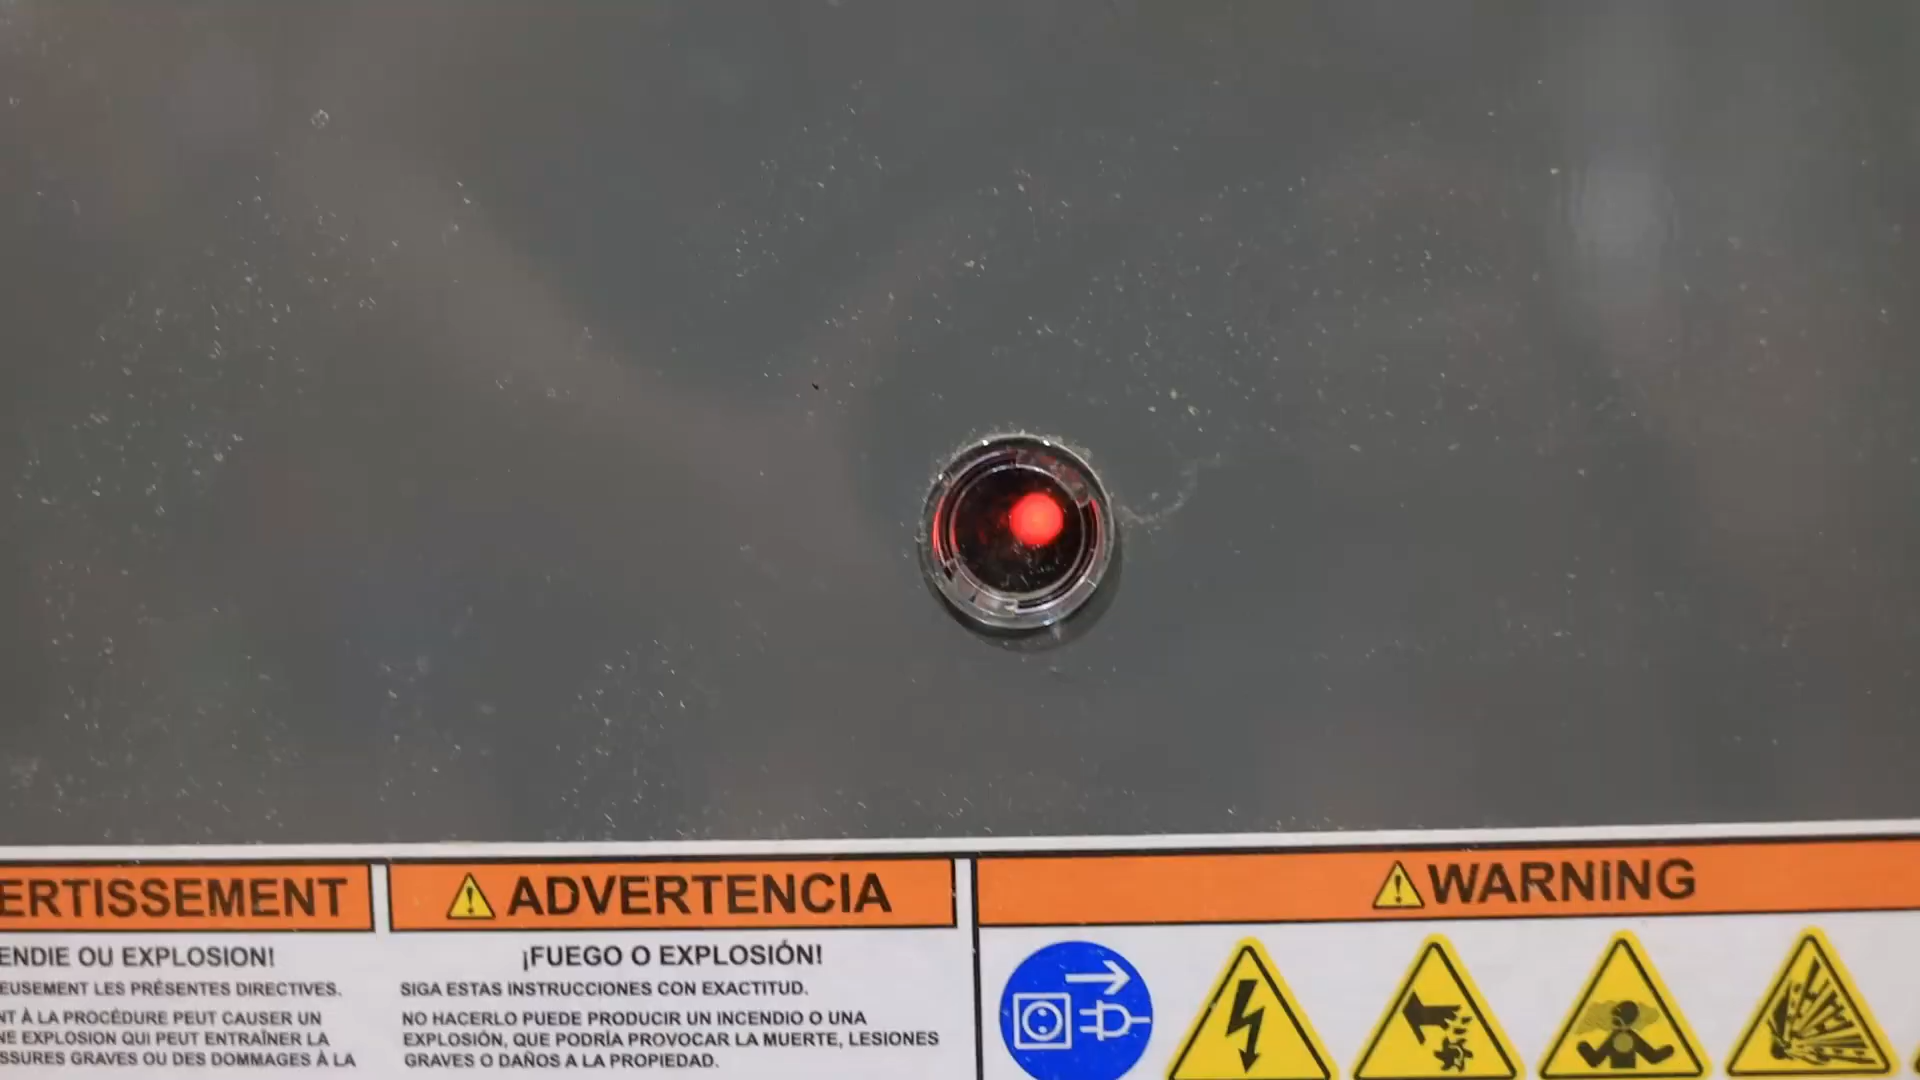 ERTISSEMENT
ENDIE OU EXPLOSION!
EUSEMENT LES PRÉSENTES DIRECTIVES.
NT À LA PROCÉDURE PEUT CAUSER UN
NE EXPLOSION QUI PEUT ENTRAÎNER LA
SSURES GRAVES OU DES DOMMAGES À LA
ADVERTENCIA
¡FUEGO O EXPLOSIÓN!
SIGA ESTAS INSTRUCCIONES CON EXACTITUD.
NO HACERLO PUEDE PRODUCIR UN INCENDIO O UNA
EXPLOSIÓN, QUE PODRÍA PROVOCAR LA MUERTE, LESIONES
GRAVES O DAÑOS A LA PROPIEDAD.
WARNING